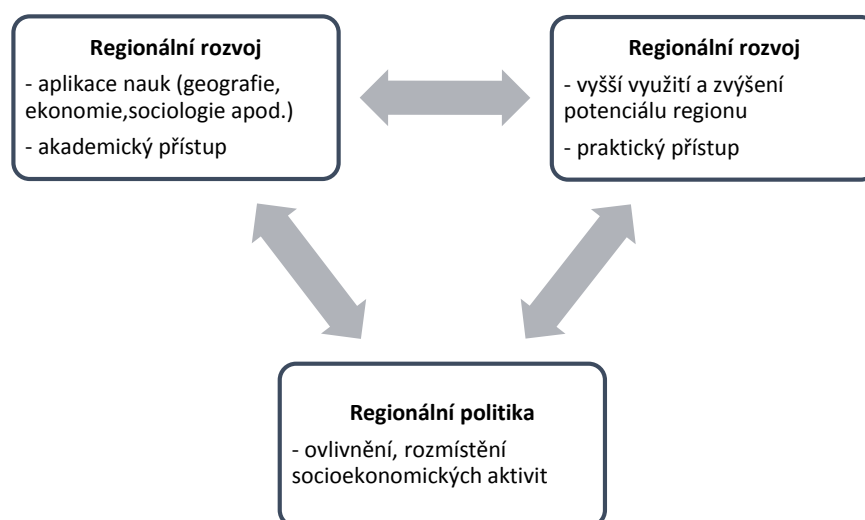 Regionální rozvoj
- aplikace nauk (geografie,
ekonomie,sociologie apod.)
- akademický přístup
Regionální rozvoj
- vyšší využití a zvýšení
potenciálu regionu
- praktický přístup
Regionální politika
- ovlivnění, rozmístění
socioekonomických aktivit